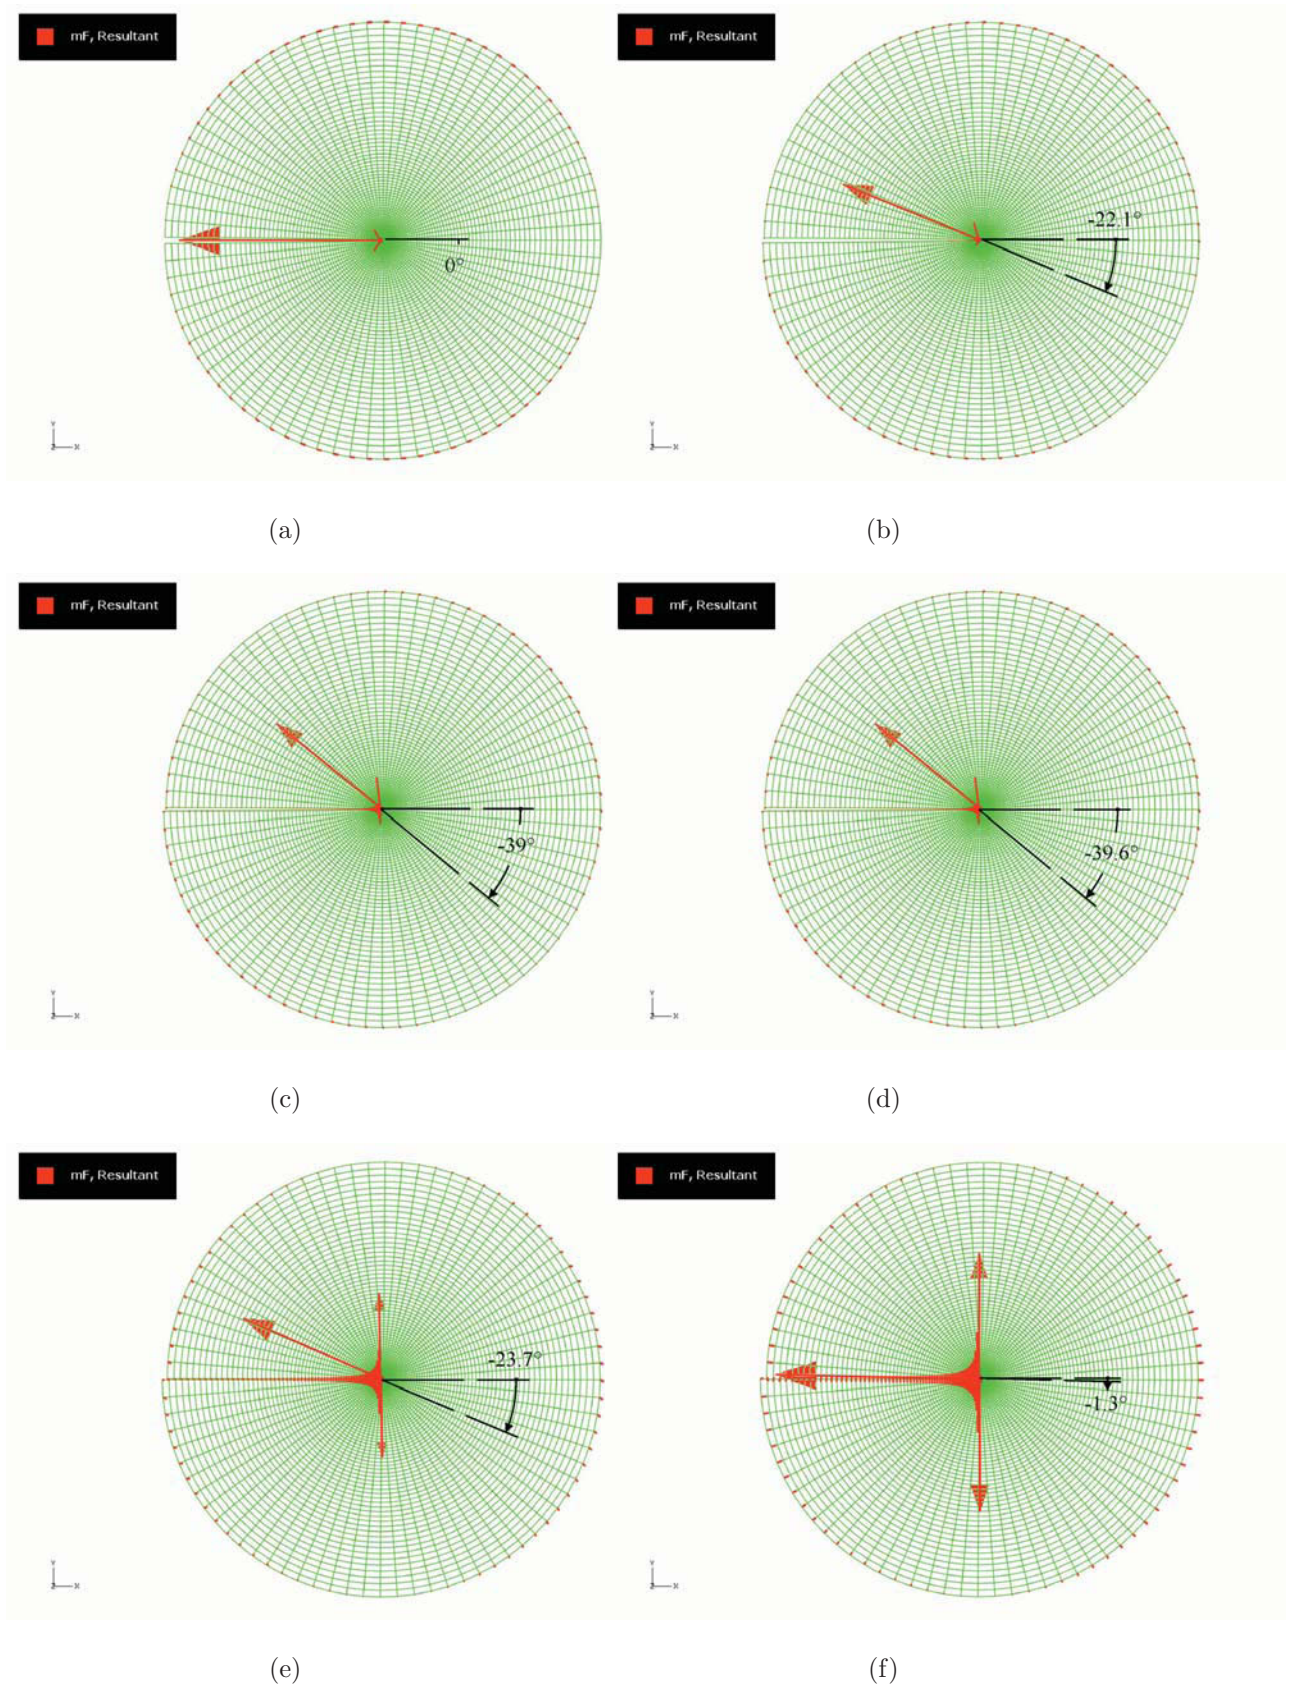 mF, Resultant
mF, Resultant
0°
-22.1°
Y
Z X
Y
Z X
(a)
(b)
mF, Resultant
mF, Resultant
-39°
-39.6°
Y
Z X
Y
Z X
(c)
(d)
mF, Resultant
mF, Resultant
-23.7°
-1.3°
Y
Z X
Y
Z X
(e)
(f)